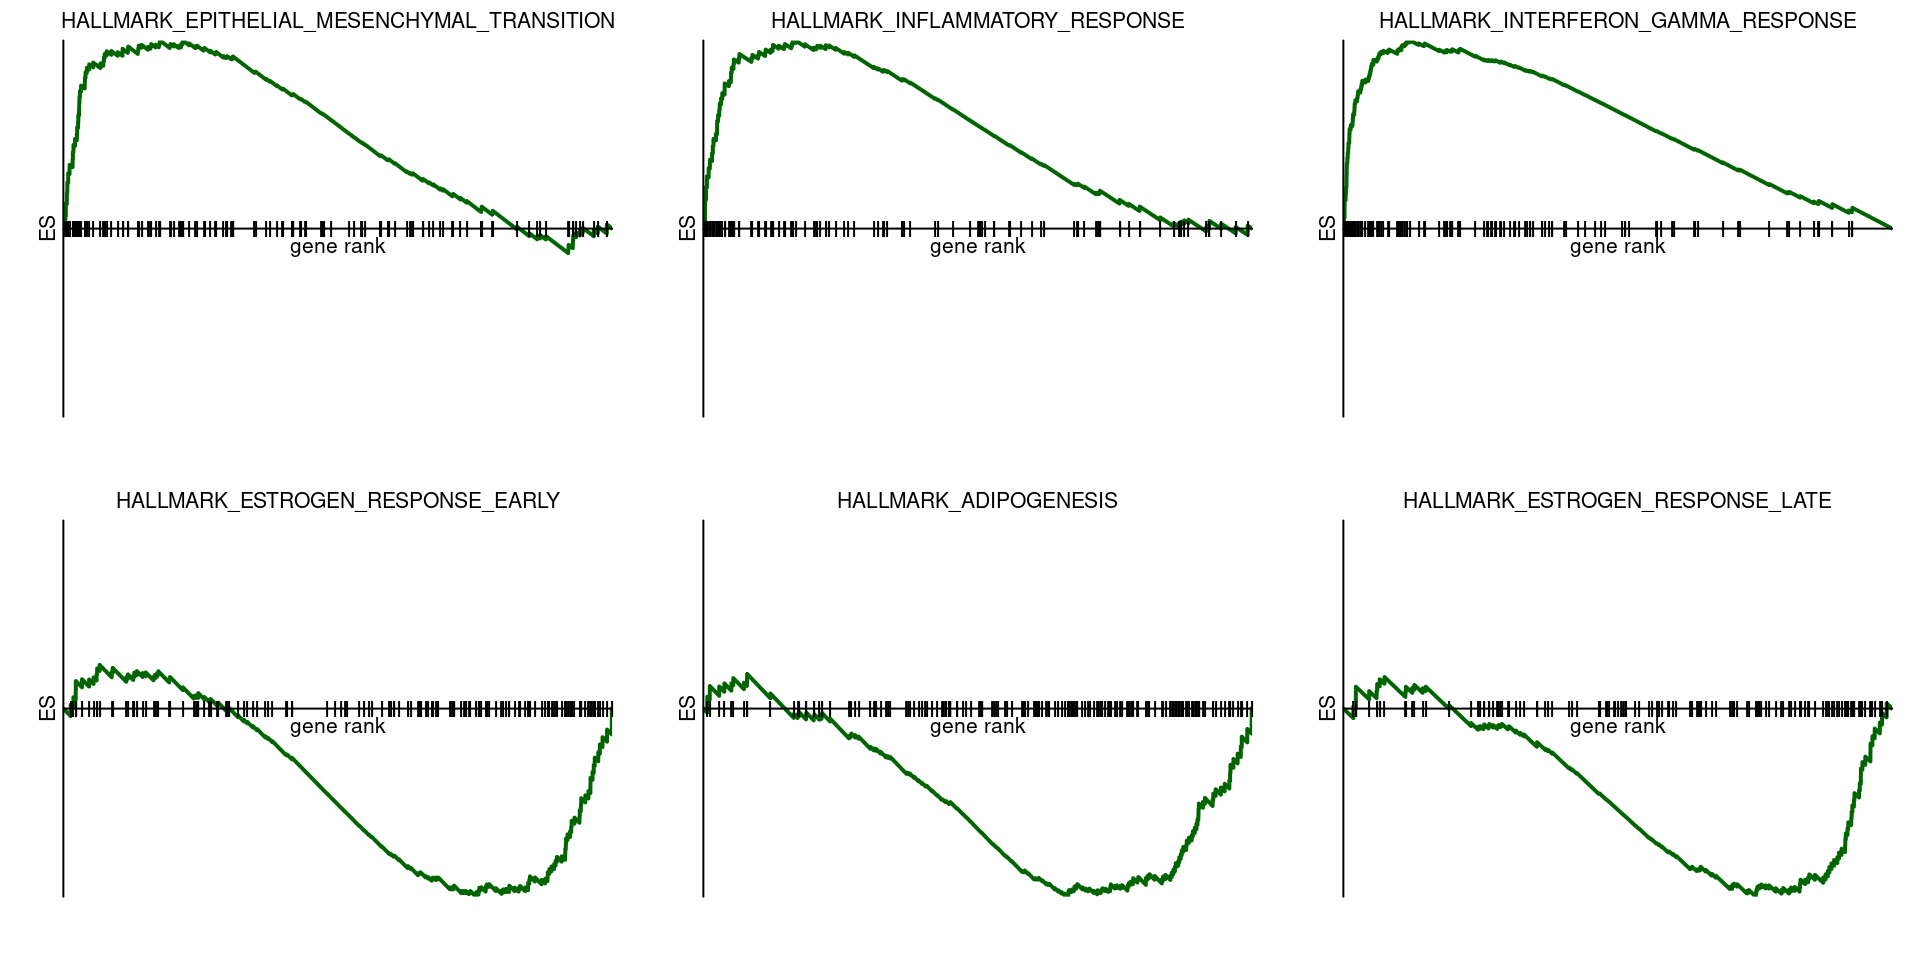 HALLMARK_EPITHELIAL_MESENCHYMAL_TRANSITION
ES
gene rank
HALLMARK_INFLAMMATORY_RESPONSE
ES
gene rank
HALLMARK_INTERFERON_GAMMA_RESPONSE
ES
gene rank
HALLMARK_ESTROGEN_RESPONSE_EARLY
ES
gene rank
HALLMARK_ADIPOGENESIS
ES
gene rank
HALLMARK_ESTROGEN_RESPONSE_LATE
ES
gene rank